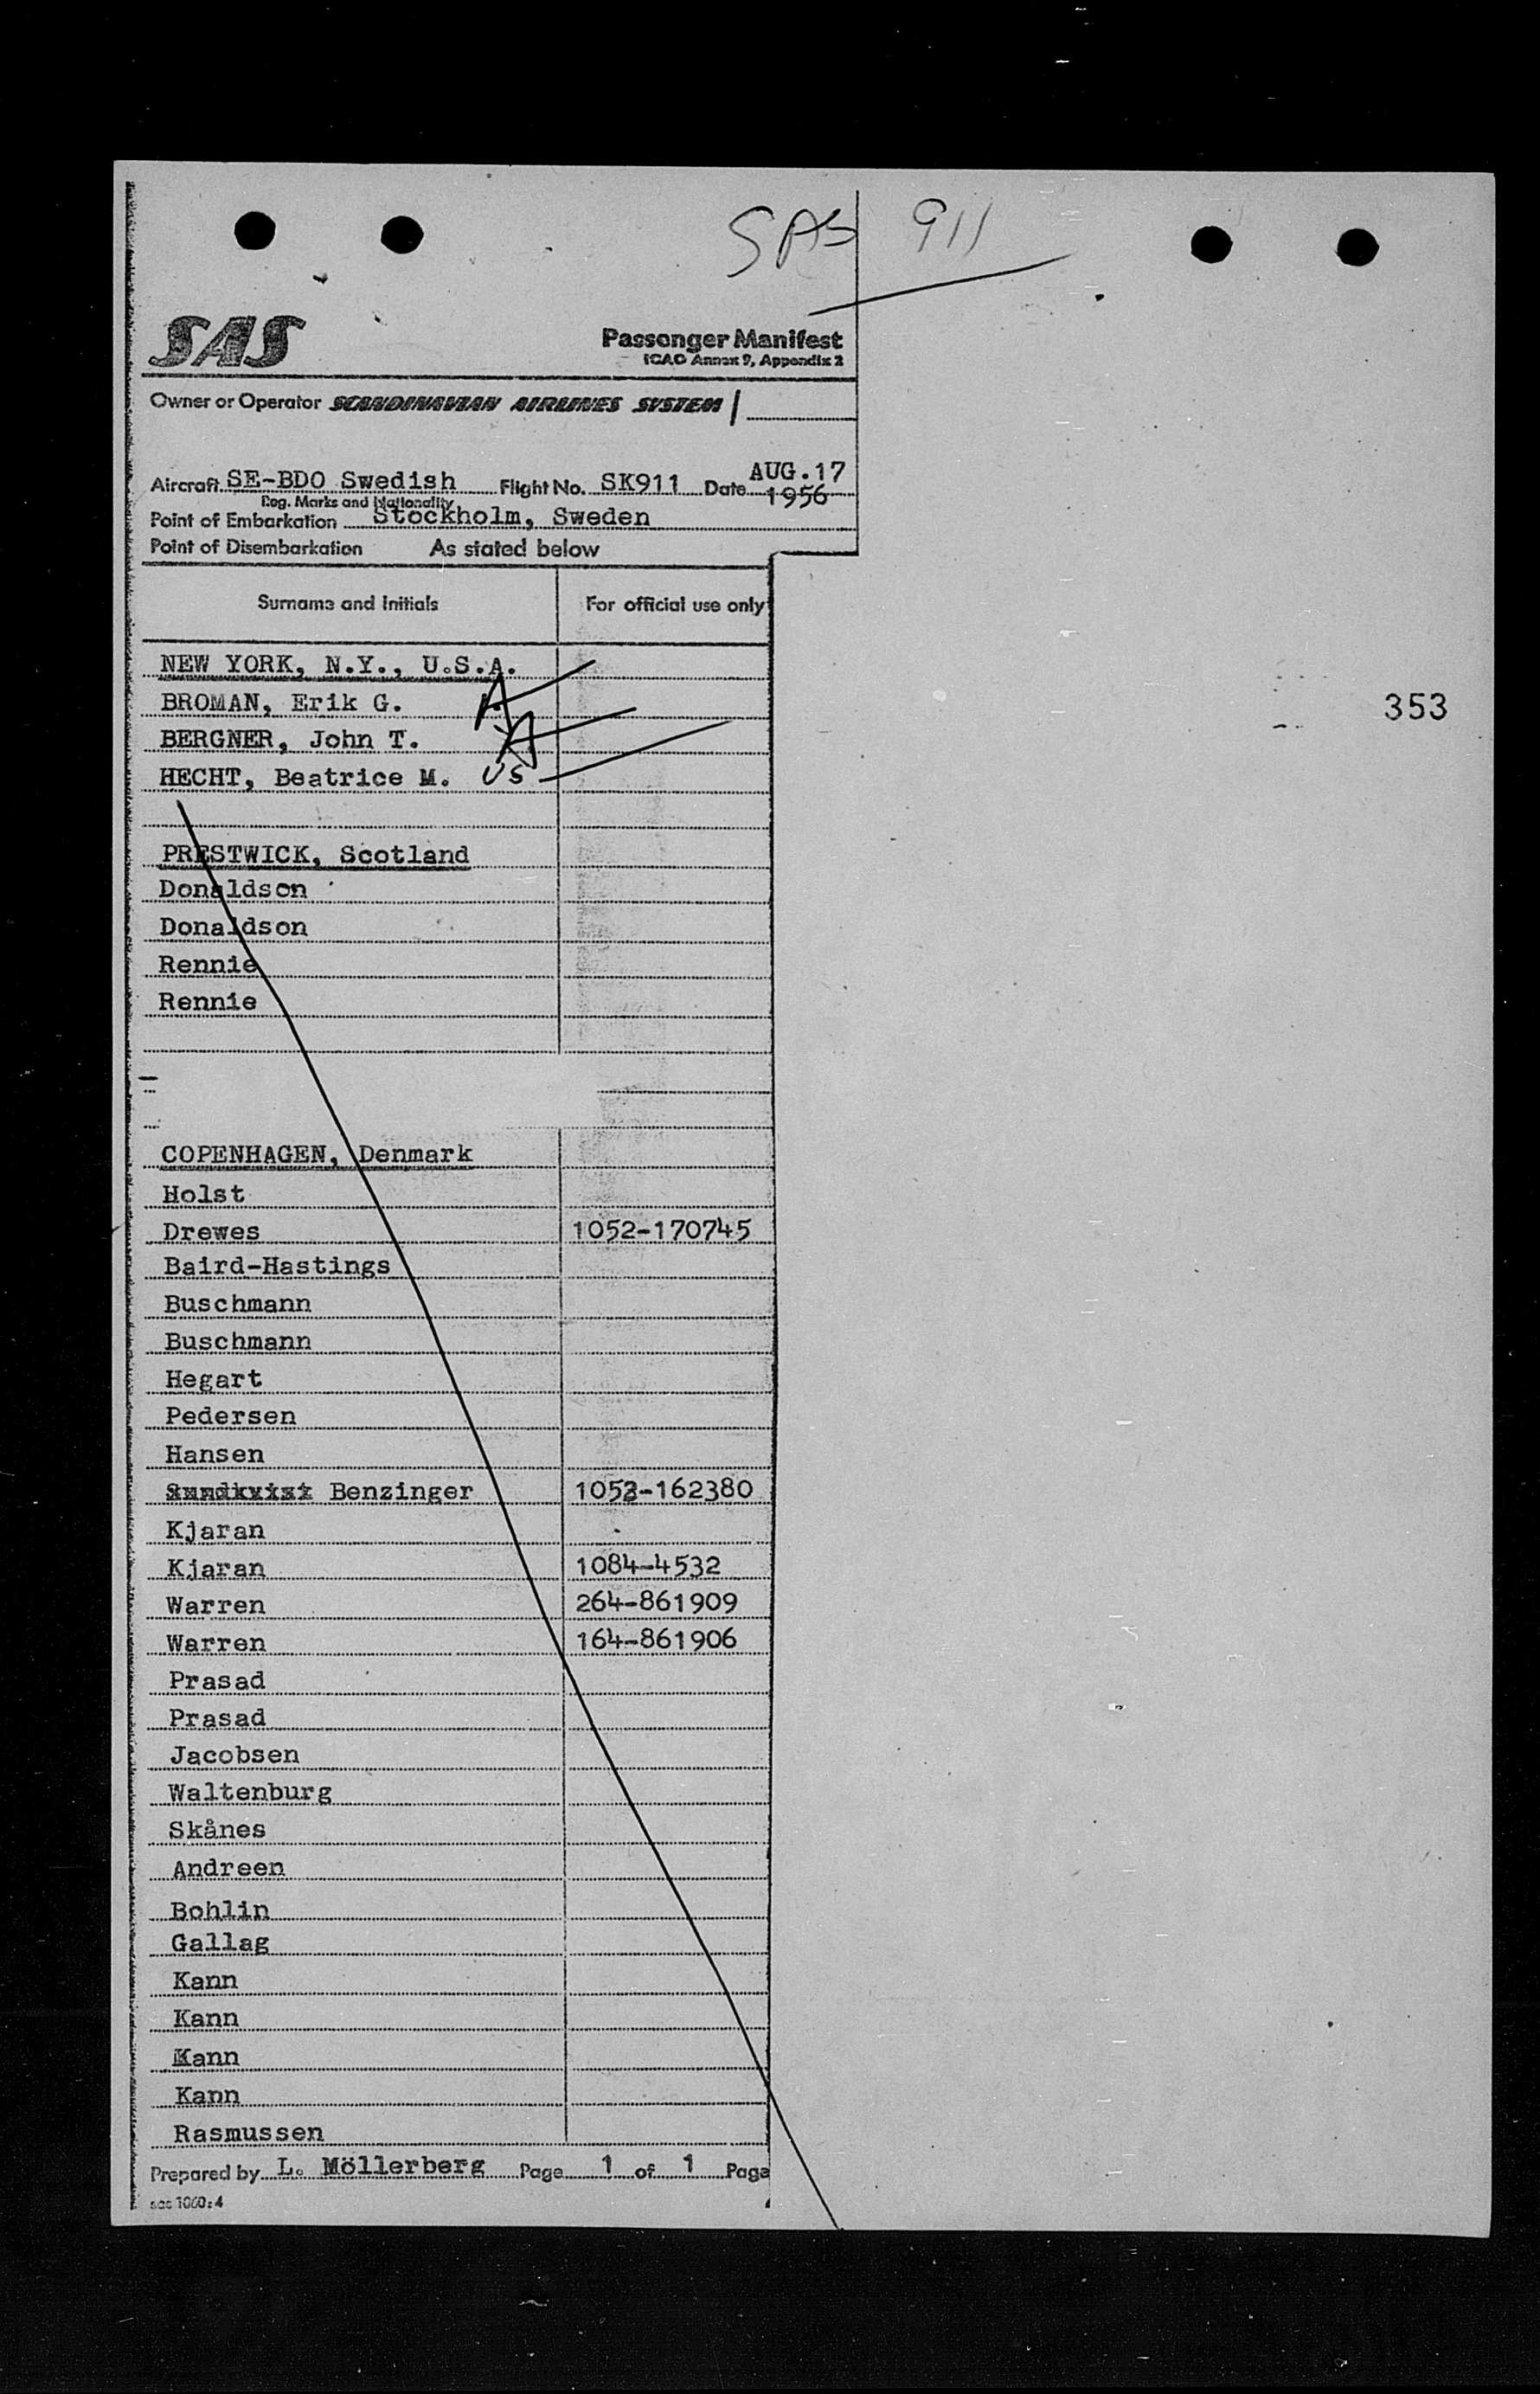 SAS 911
SAS
Passenger Manifest
ICAO Annex 9, Appendix 2
Owner or Operator SCANDINAVIAN AIRLINES SYSTEM
Aircraft SE-BDO Swedish Flight No. SK911 Date AUG.17 1956
Reg. Marks and Nationality
Point of Embarkation Stockholm, Sweden
Point of Disembarkation As stated below
Surname and Initials For official use only
NEW YORK, N.Y., U.S.A.
BROMAN, Erik G. A
353
BERGNER, John T. A
HECHT, Beatrice M. US
PRESTWICK, Scotland
Donaldson
Donaldson
Rennie
Rennie
COPENHAGEN, Denmark
Holst
Drewes 1052-170745
Baird-Hastings
Buschmann
Buschmann
Hegart
Pedersen
Hansen
Benzinger 1053-162380
Kjaran
Kjaran 1084-4532
Warren 264-861909
Warren 164-861906
Prasad
Prasad
Jacobsen
Waltenburg
Skånes
Andreen
Bohlin
Gallag
Kann
Kann
Kann
Kann
Rasmussen
Prepared by L. Möllerberg Page 1 of 1 Page
sas 1060:4